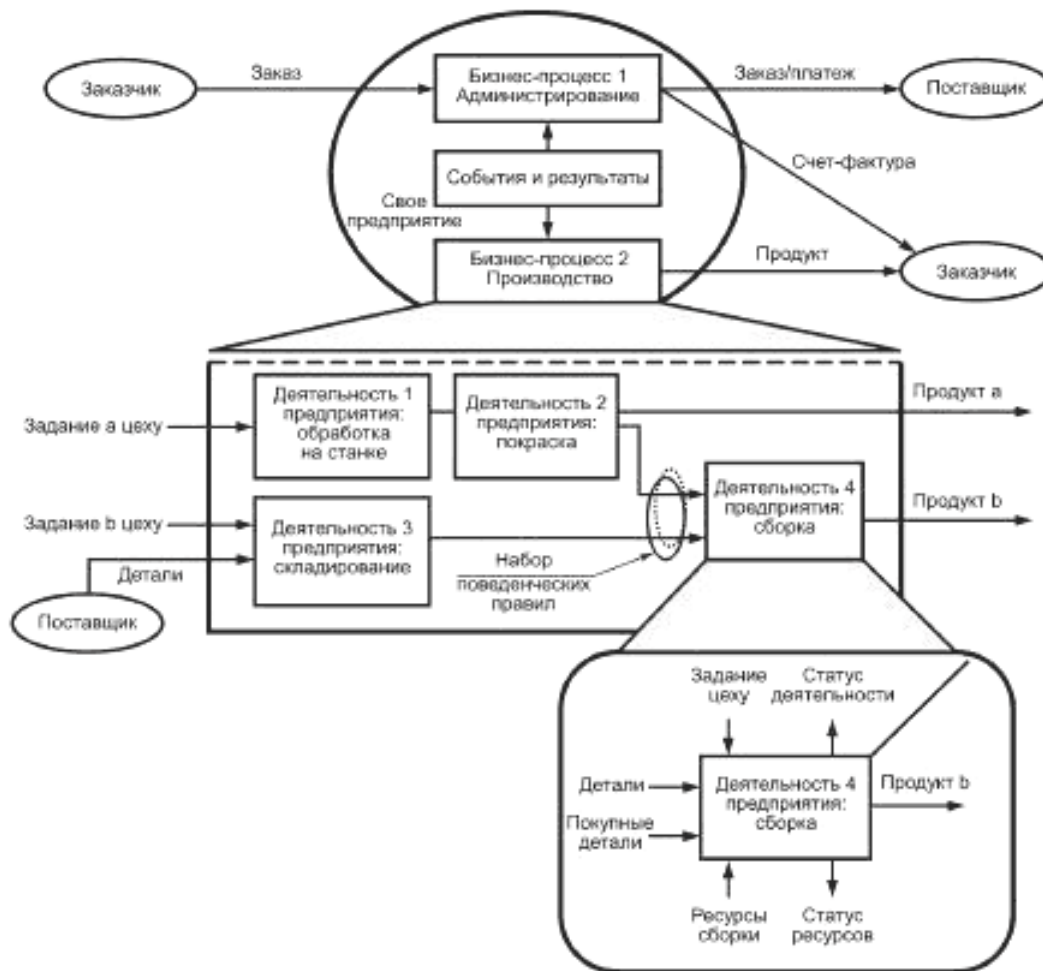 Заказчик
Заказ
Бизнес-процесс 1
Администрирование
Заказ/платеж
Поставщик
События и результаты
Счет-фактура
Свое
предприятие
Бизнес-процесс 2
Производство
Продукт
Заказчик
Задание a цеху
Деятельность 1
предприятия:
обработка
на станке
Деятельность 2
предприятия:
покраска
Продукт a
Задание b цеху
Детали
Поставщик
Деятельность 3
предприятия:
складирование
Набор
поведенческих
правил
Деятельность 4
предприятия:
сборка
Продукт b
Задание
цеху
Статус
деятельности
Детали
Покупные
детали
Деятельность 4
предприятия:
сборка
Продукт b
Ресурсы
сборки
Статус
ресурсов